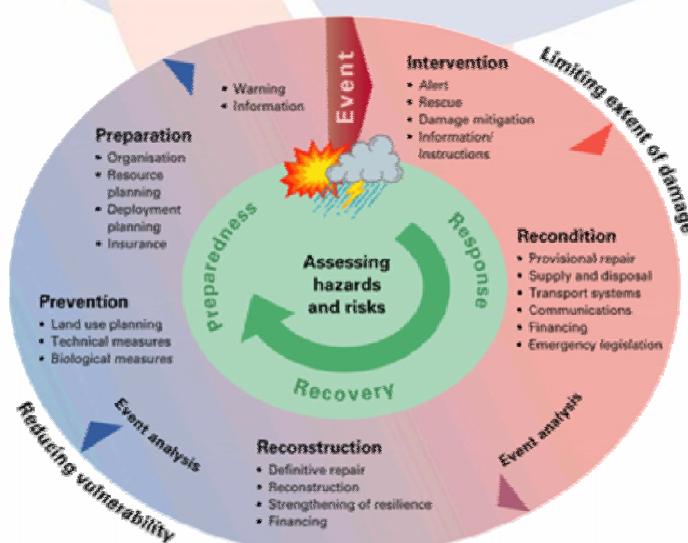 Event
• Warning
• Information
Intervention
• Alert
• Rescue
• Damage mitigation
• Information/
Instructions
Limiting extent of damage
Preparation
• Organisation
• Resource
planning
• Deployment
planning
• Insurance
Recondition
• Provisional repair
• Supply and disposal
• Transport systems
• Communications
• Financing
• Emergency legislation
Preparedness
Response
Recovery
Assessing
hazards
and risks
Prevention
• Land use planning
• Technical measures
• Biological measures
Event analysis
Event analysis
Reducing vulnerability
Reconstruction
• Definitive repair
• Reconstruction
• Strengthening of resilience
• Financing